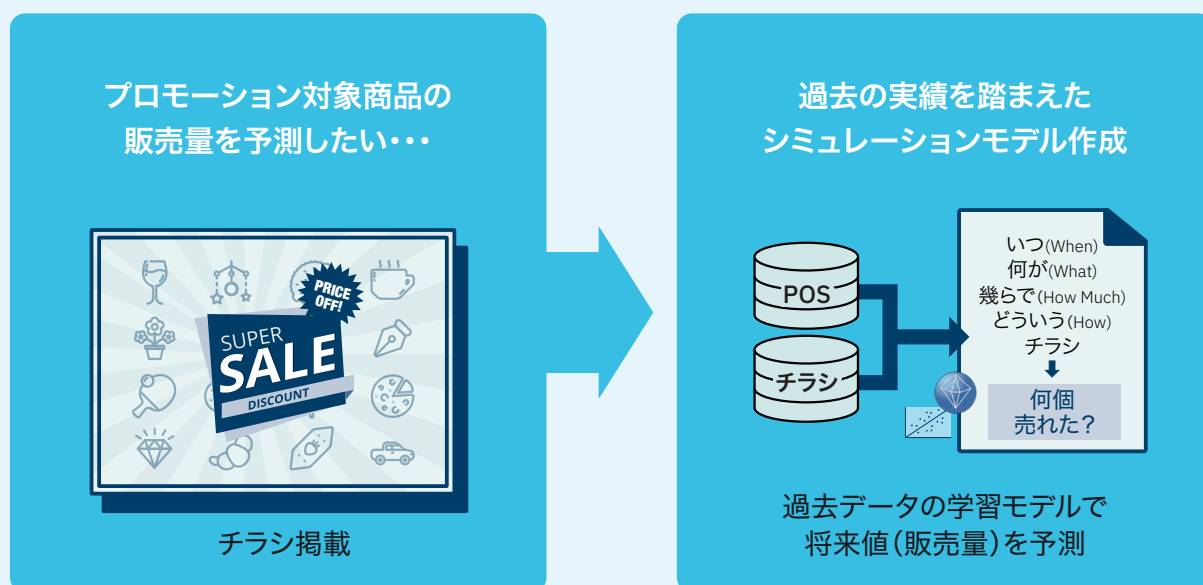 プロモーション対象商品の
販売量を予測したい・・・
PRICE
OFF!
SUPER
SALE
DISCOUNT
チラシ掲載
過去の実績を踏まえた
シミュレーションモデル作成
POS
チラシ
いつ(When)
何が(What)
幾らで(How Much)
どういう(How)
チラシ
何個
売れた?
過去データの学習モデルで
将来値(販売量)を予測